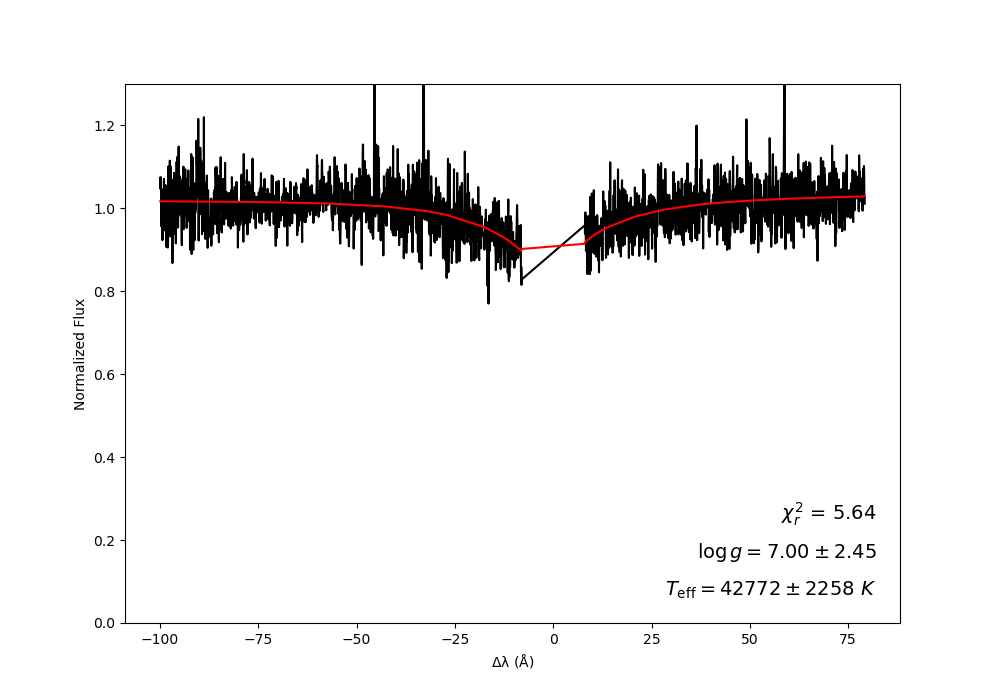 1.2
1.0
0.8
0.6
0.4
0.2
0.0
Normalized Flux
χ²ᵣ = 5.64
log g = 7.00 ± 2.45
T_eff = 42772 ± 2258 K
−100 −75 −50 −25 0 25 50 75
Δλ (Å)